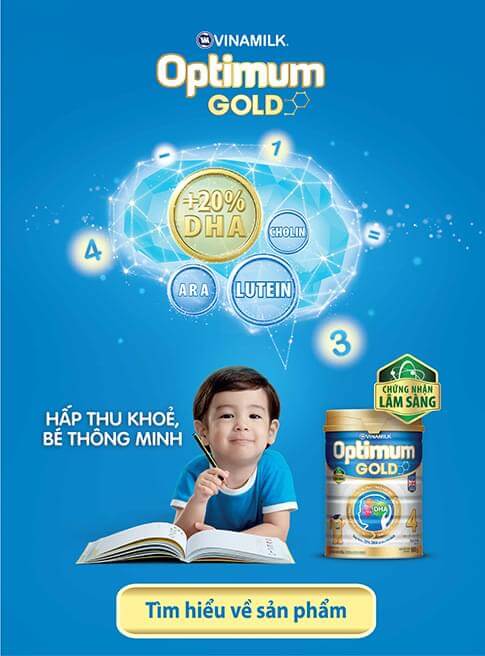 VINAMILK
Optimum
GOLD
-
1
+20%
DHA
CHOLIN
=
4
ARA
LUTEIN
3
CHỨNG NHẬN
LÂM SÀNG
HẤP THU KHOẺ,
BÉ THÔNG MINH
VINAMILK
Optimum
GOLD
DHA
4
Tìm hiểu về sản phẩm